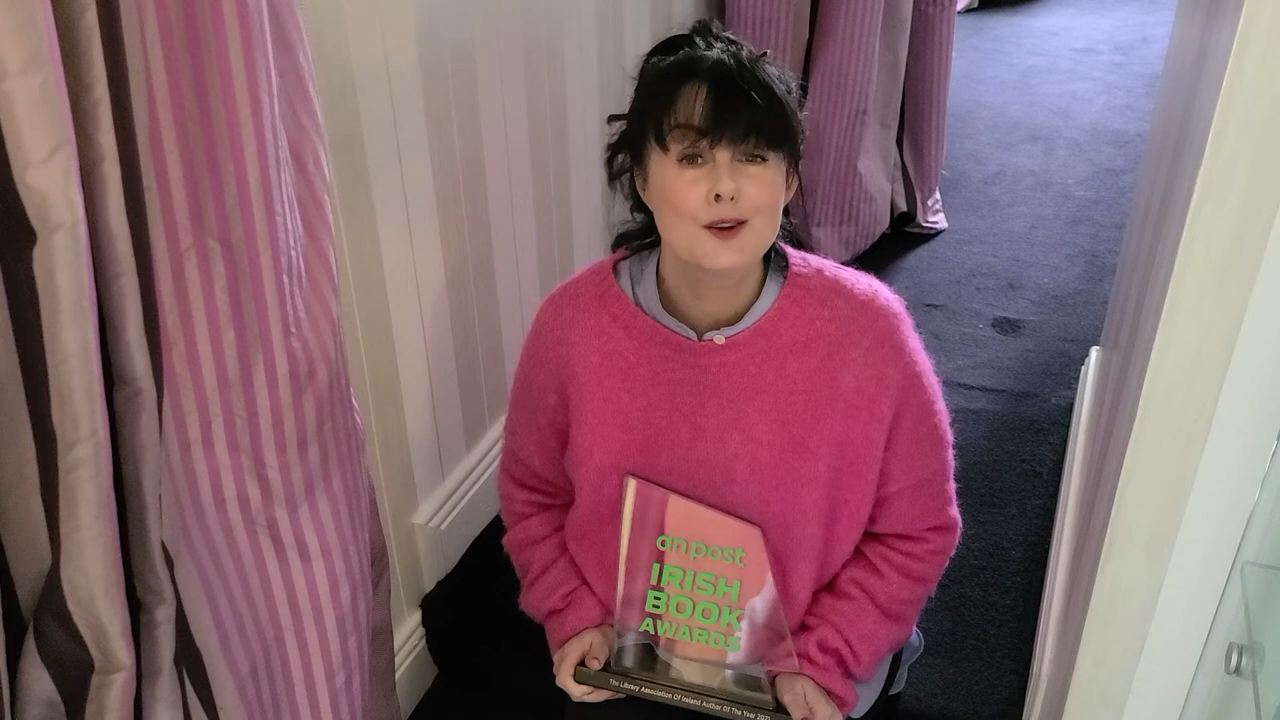 an post
IRISH
BOOK
AWARDS
The Library Association Of Ireland Author Of The Year 2021